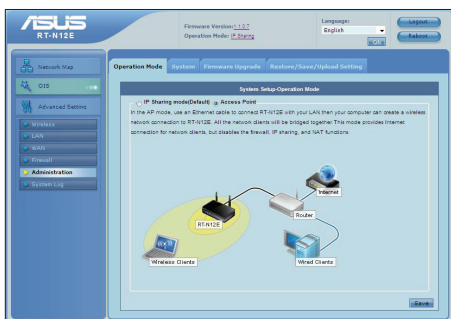 ASUS
RT-N12E
Firmware Version:1.1.0.7
Operation Mode: IP Sharing
Language:
English
Logout
Reboot
Network Map
QIS
Advanced Setting
Wireless
LAN
WAN
Firewall
Administration
System Log
Operation Mode
System
Firmware Upgrade
Restore/Save/Upload Setting
System Setup-Operation Mode
IP Sharing mode(Default) Access Point
In the AP mode, use an Ethernet cable to connect RT-N12E with your LAN then your computer can create a wireless
network connection to RT-N12E. All the network clients will be bridged together This mode provides Internet
connection for network clients, but disables the firewall, IP sharing, and NAT functions
Internet
Router
RT-N12E
Wireless Clients
Wired Clients
Save